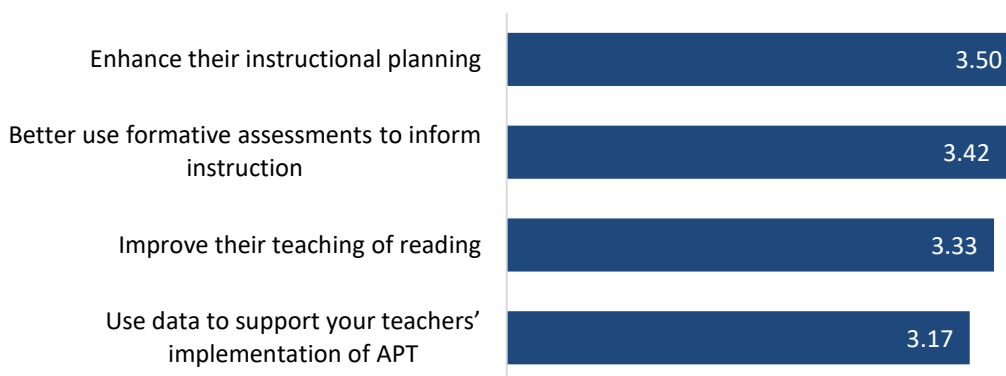 Enhance their instructional planning
3.50
Better use formative assessments to inform
instruction
3.42
Improve their teaching of reading
3.33
Use data to support your teachers’
implementation of APT
3.17